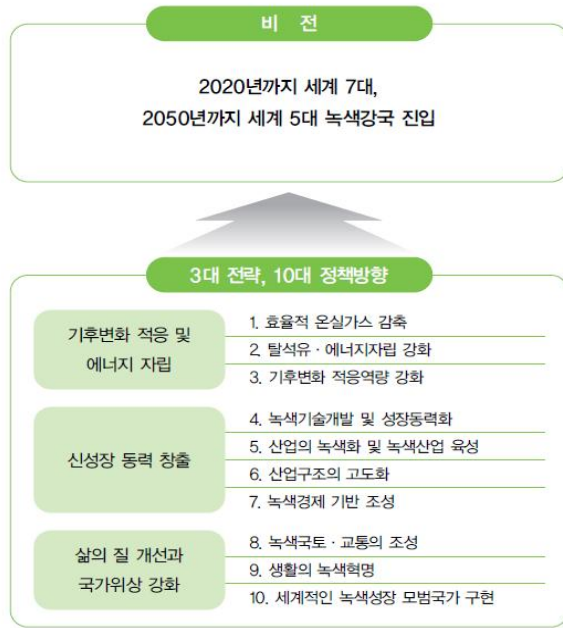 비 전
2020년까지 세계 7대,
2050년까지 세계 5대 녹색강국 진입
3대 전략, 10대 정책방향
기후변화 적응 및
에너지 자립
1. 효율적 온실가스 감축
2. 탈석유 · 에너지자립 강화
3. 기후변화 적응역량 강화
신성장 동력 창출
4. 녹색기술개발 및 성장동력화
5. 산업의 녹색화 및 녹색산업 육성
6. 산업구조의 고도화
7. 녹색경제 기반 조성
삶의 질 개선과
국가위상 강화
8. 녹색국토 · 교통의 조성
9. 생활의 녹색혁명
10. 세계적인 녹색성장 모범국가 구현